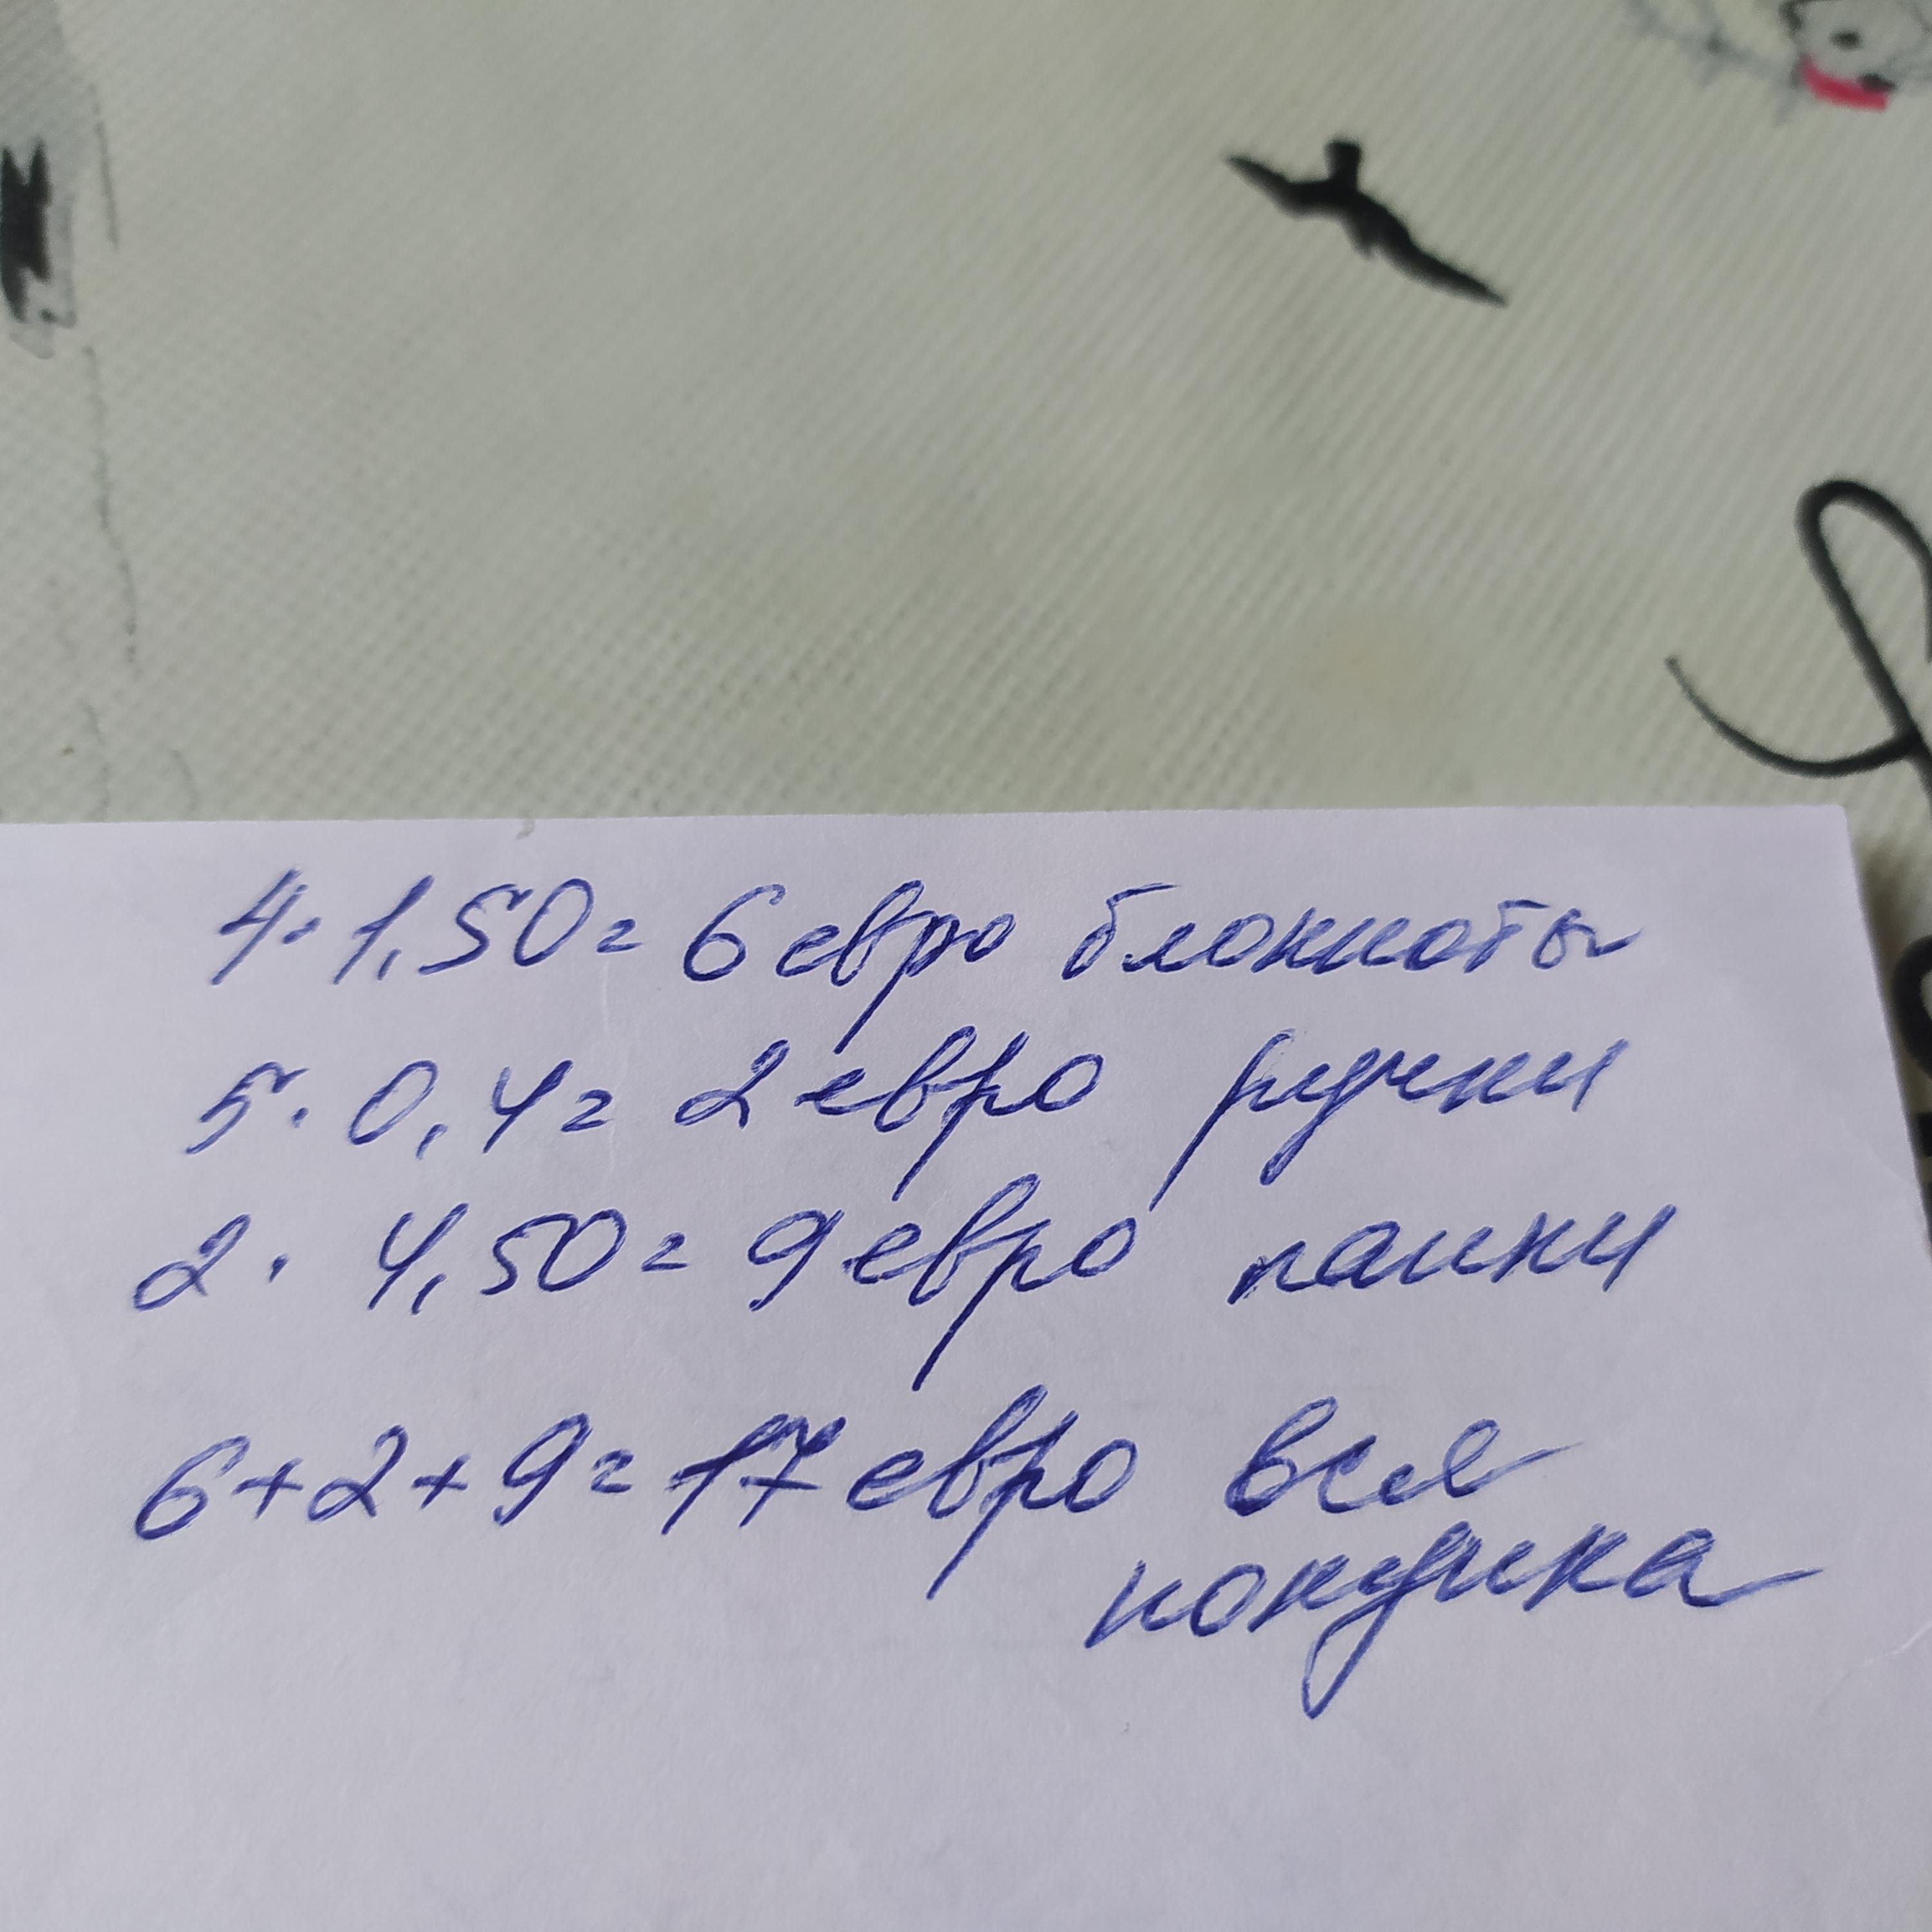 4. 1,50 = 6 евро блокноты
5. 0,4 = 2 евро ручки
2. 4,50 = 9 евро папки
6+2+9 = 17 евро вся
покупка